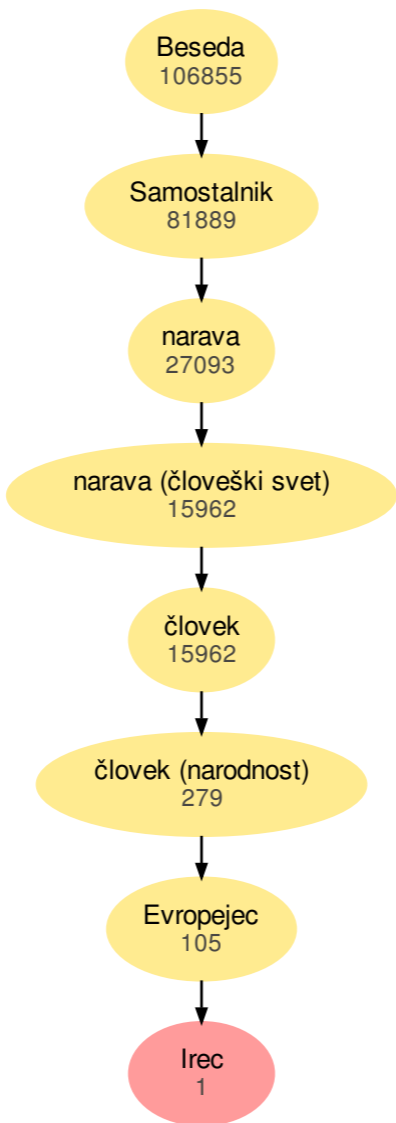 Beseda
106855
Samostalnik
81889
narava
27093
narava (človeški svet)
15962
človek
15962
človek (narodnost)
279
Evropejec
105
Irec
1